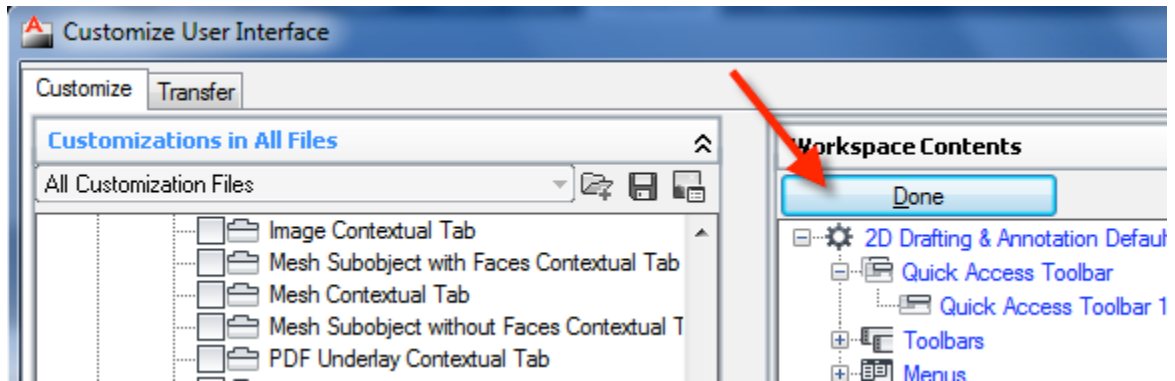 Customize User Interface
Customize Transfer
Customizations in All Files
All Customization Files
Image Contextual Tab
Mesh Subobject with Faces Contextual Tab
Mesh Contextual Tab
Mesh Subobject without Faces Contextual T
PDF Underlay Contextual Tab
Workspace Contents
Done
2D Drafting & Annotation Defaul
Quick Access Toolbar
Quick Access Toolbar 1
Toolbars
Menus